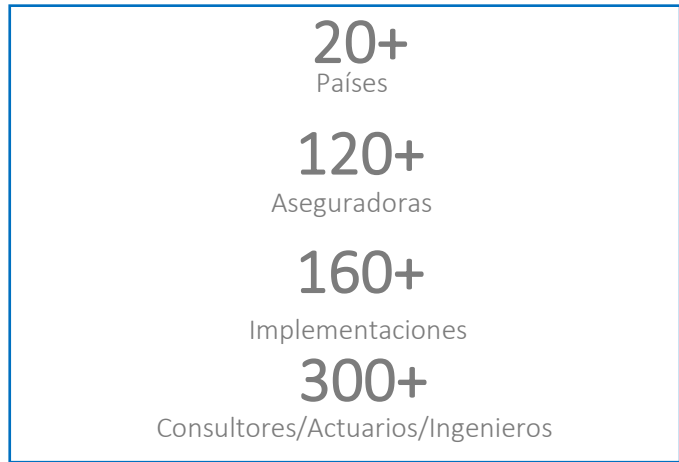 20+
Países
120+
Aseguradoras
160+
Implementaciones
300+
Consultores/Actuarios/Ingenieros